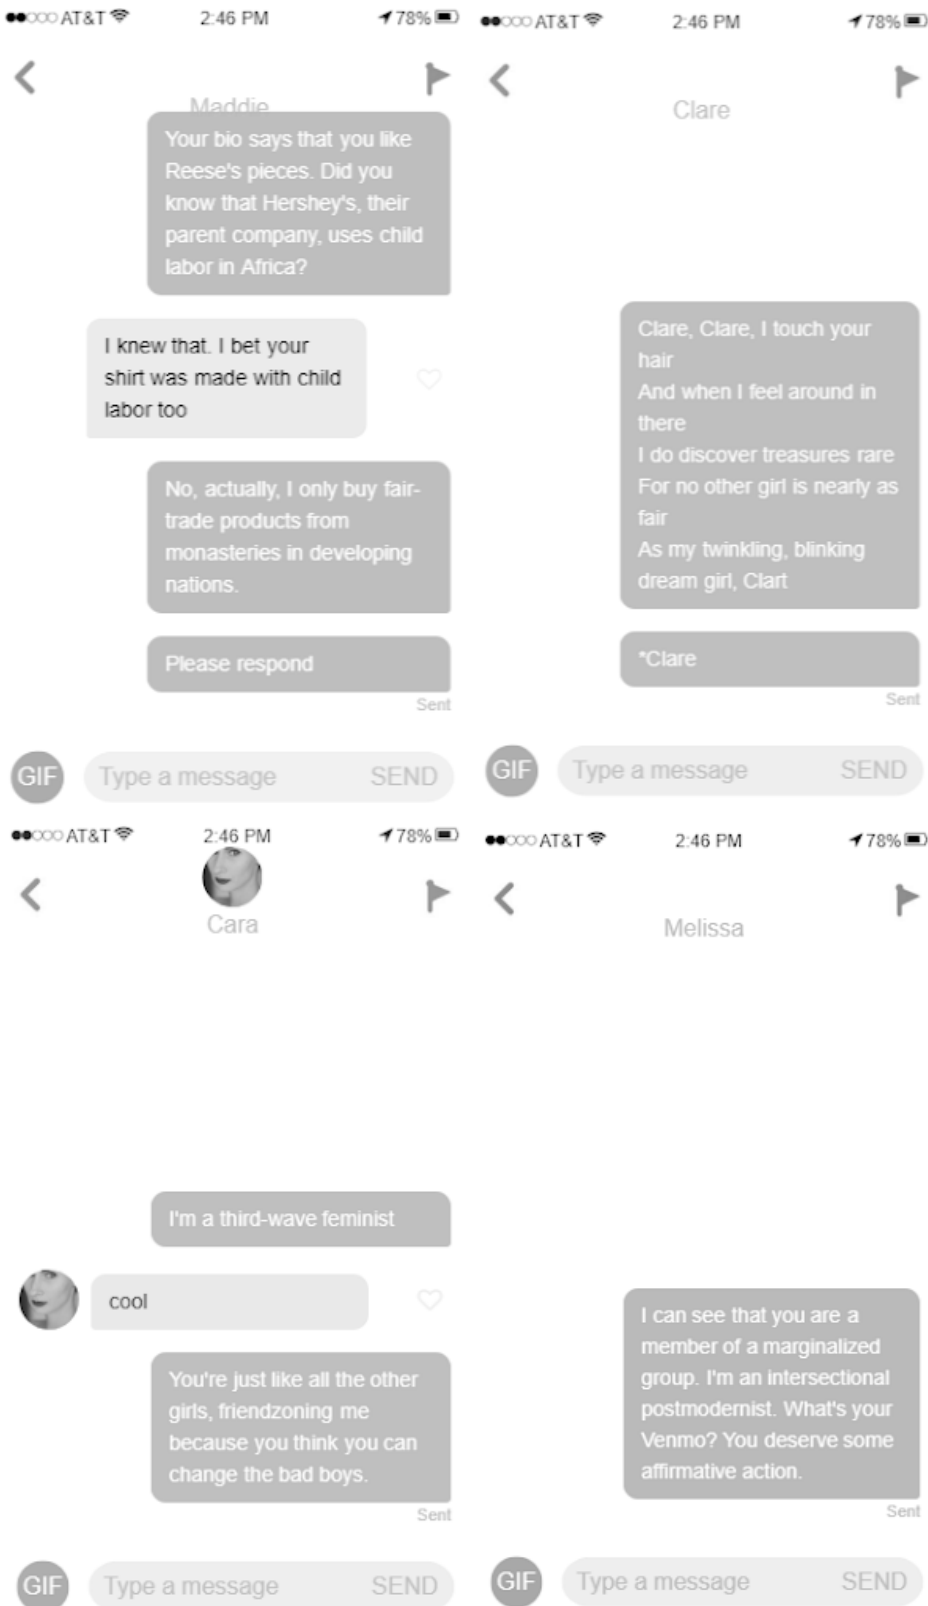 AT&T 2:46 PM 78%
Maddie
Your bio says that you like
Reese's pieces. Did you
know that Hershey's, their
parent company, uses child
labor in Africa?
I knew that. I bet your
shirt was made with child
labor too
No, actually, I only buy fair-
trade products from
monasteries in developing
nations.
Please respond
Sent
GIF Type a message SEND
AT&T 2:46 PM 78%
Clare
Clare, Clare, I touch your
hair
And when I feel around in
there
I do discover treasures rare
For no other girl is nearly as
fair
As my twinkling, blinking
dream girl, Clart
*Clare
Sent
GIF Type a message SEND
AT&T 2:46 PM 78%
Cara
I'm a third-wave feminist
cool
You're just like all the other
girls, friendzoning me
because you think you can
change the bad boys.
Sent
GIF Type a message SEND
AT&T 2:46 PM 78%
Melissa
I can see that you are a
member of a marginalized
group. I'm an intersectional
postmodernist. What's your
Venmo? You deserve some
affirmative action.
Sent
GIF Type a message SEND